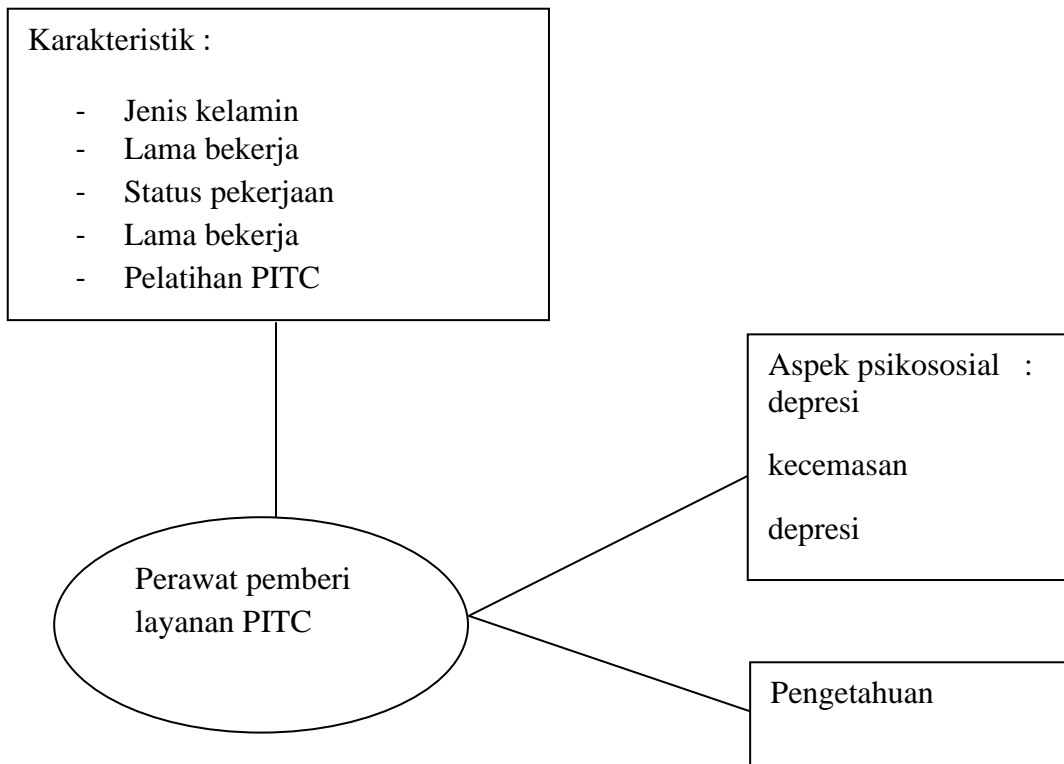 Karakteristik :
- Jenis kelamin
- Lama bekerja
- Status pekerjaan
- Lama bekerja
- Pelatihan PITC
Aspek psikososial :
depresi
kecemasan
depresi
Perawat pemberi
layanan PITC
Pengetahuan